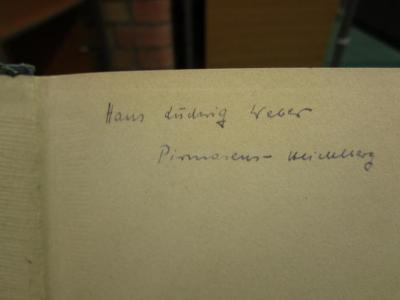 Hans Ludwig Weber
Pirmasens - Heidelberg